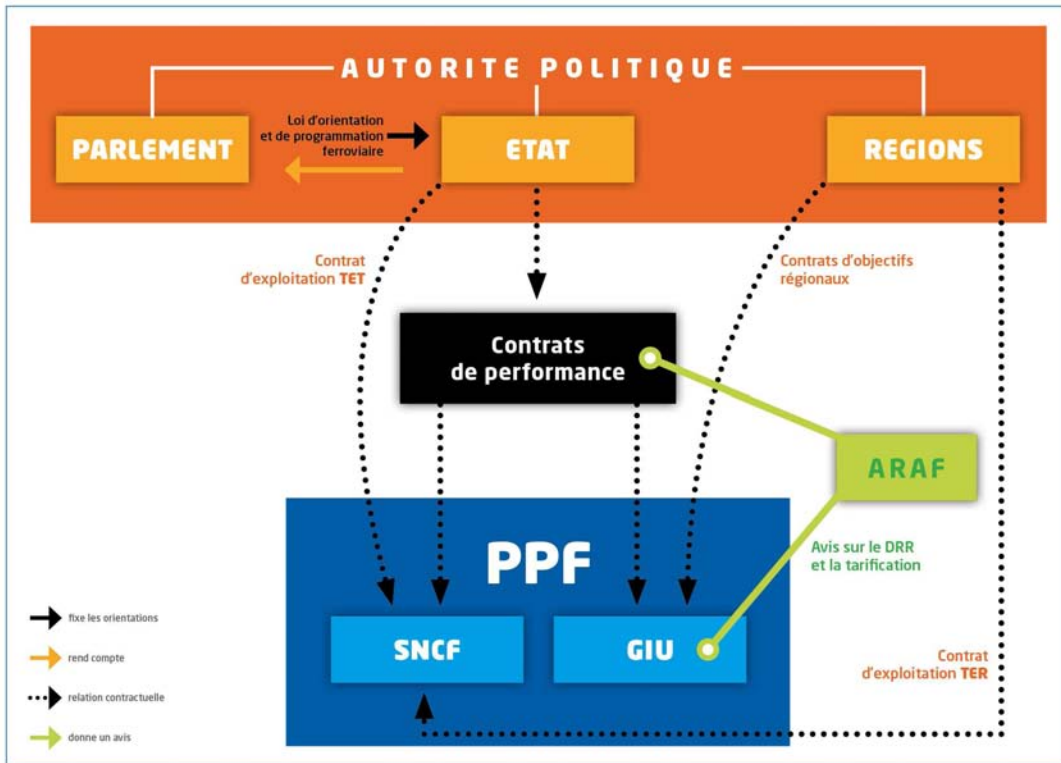 AUTORITE POLITIQUE
PARLEMENT
Loi d'orientation
et de programmation
ferroviaire
ETAT
REGIONS
Contrat
d'exploitation TET
Contrats d'objectifs
régionaux
Contrats
de performance
ARAF
PPF
Avis sur le DRR
et la tarification
SNCF
GIU
Contrat
d'exploitation TER
fixe les orientations
rend compte
relation contractuelle
donne un avis